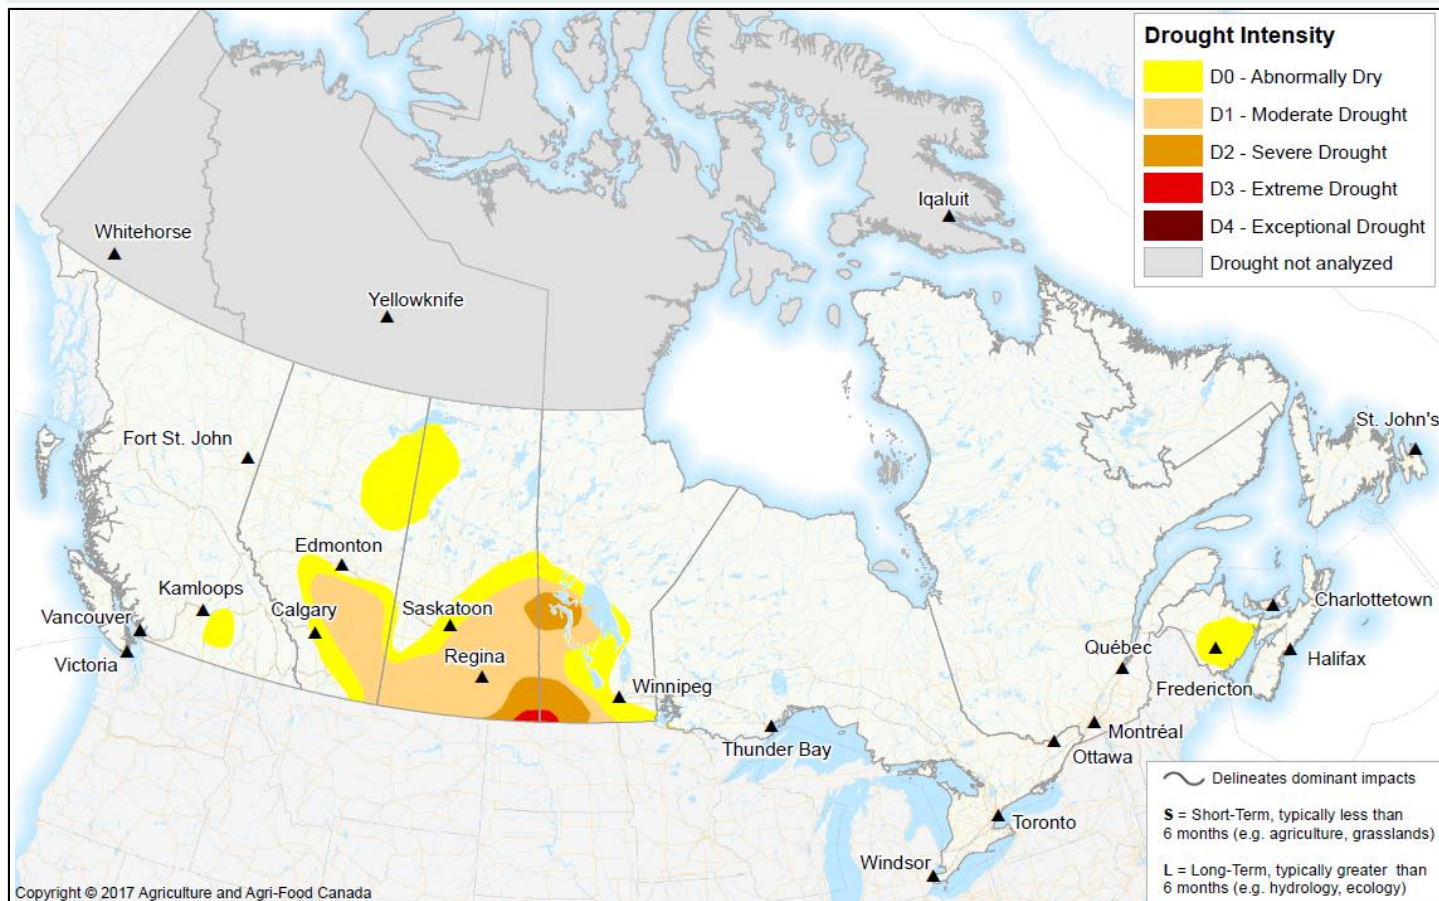 Drought Intensity
D0 - Abnormally Dry
D1 - Moderate Drought
D2 - Severe Drought
D3 - Extreme Drought
D4 - Exceptional Drought
Drought not analyzed
Iqaluit
Whitehorse
Yellowknife
Fort St. John
St. John's
Edmonton
Kamloops
Calgary
Saskatoon
Vancouver
Charlottetown
Victoria
Regina
Québec
Halifax
Winnipeg
Fredericton
Montréal
Thunder Bay
Ottawa
Toronto
Windsor
Delineates dominant impacts
S = Short-Term, typically less than
6 months (e.g. agriculture, grasslands)
L = Long-Term, typically greater than
6 months (e.g. hydrology, ecology)
Copyright © 2017 Agriculture and Agri-Food Canada